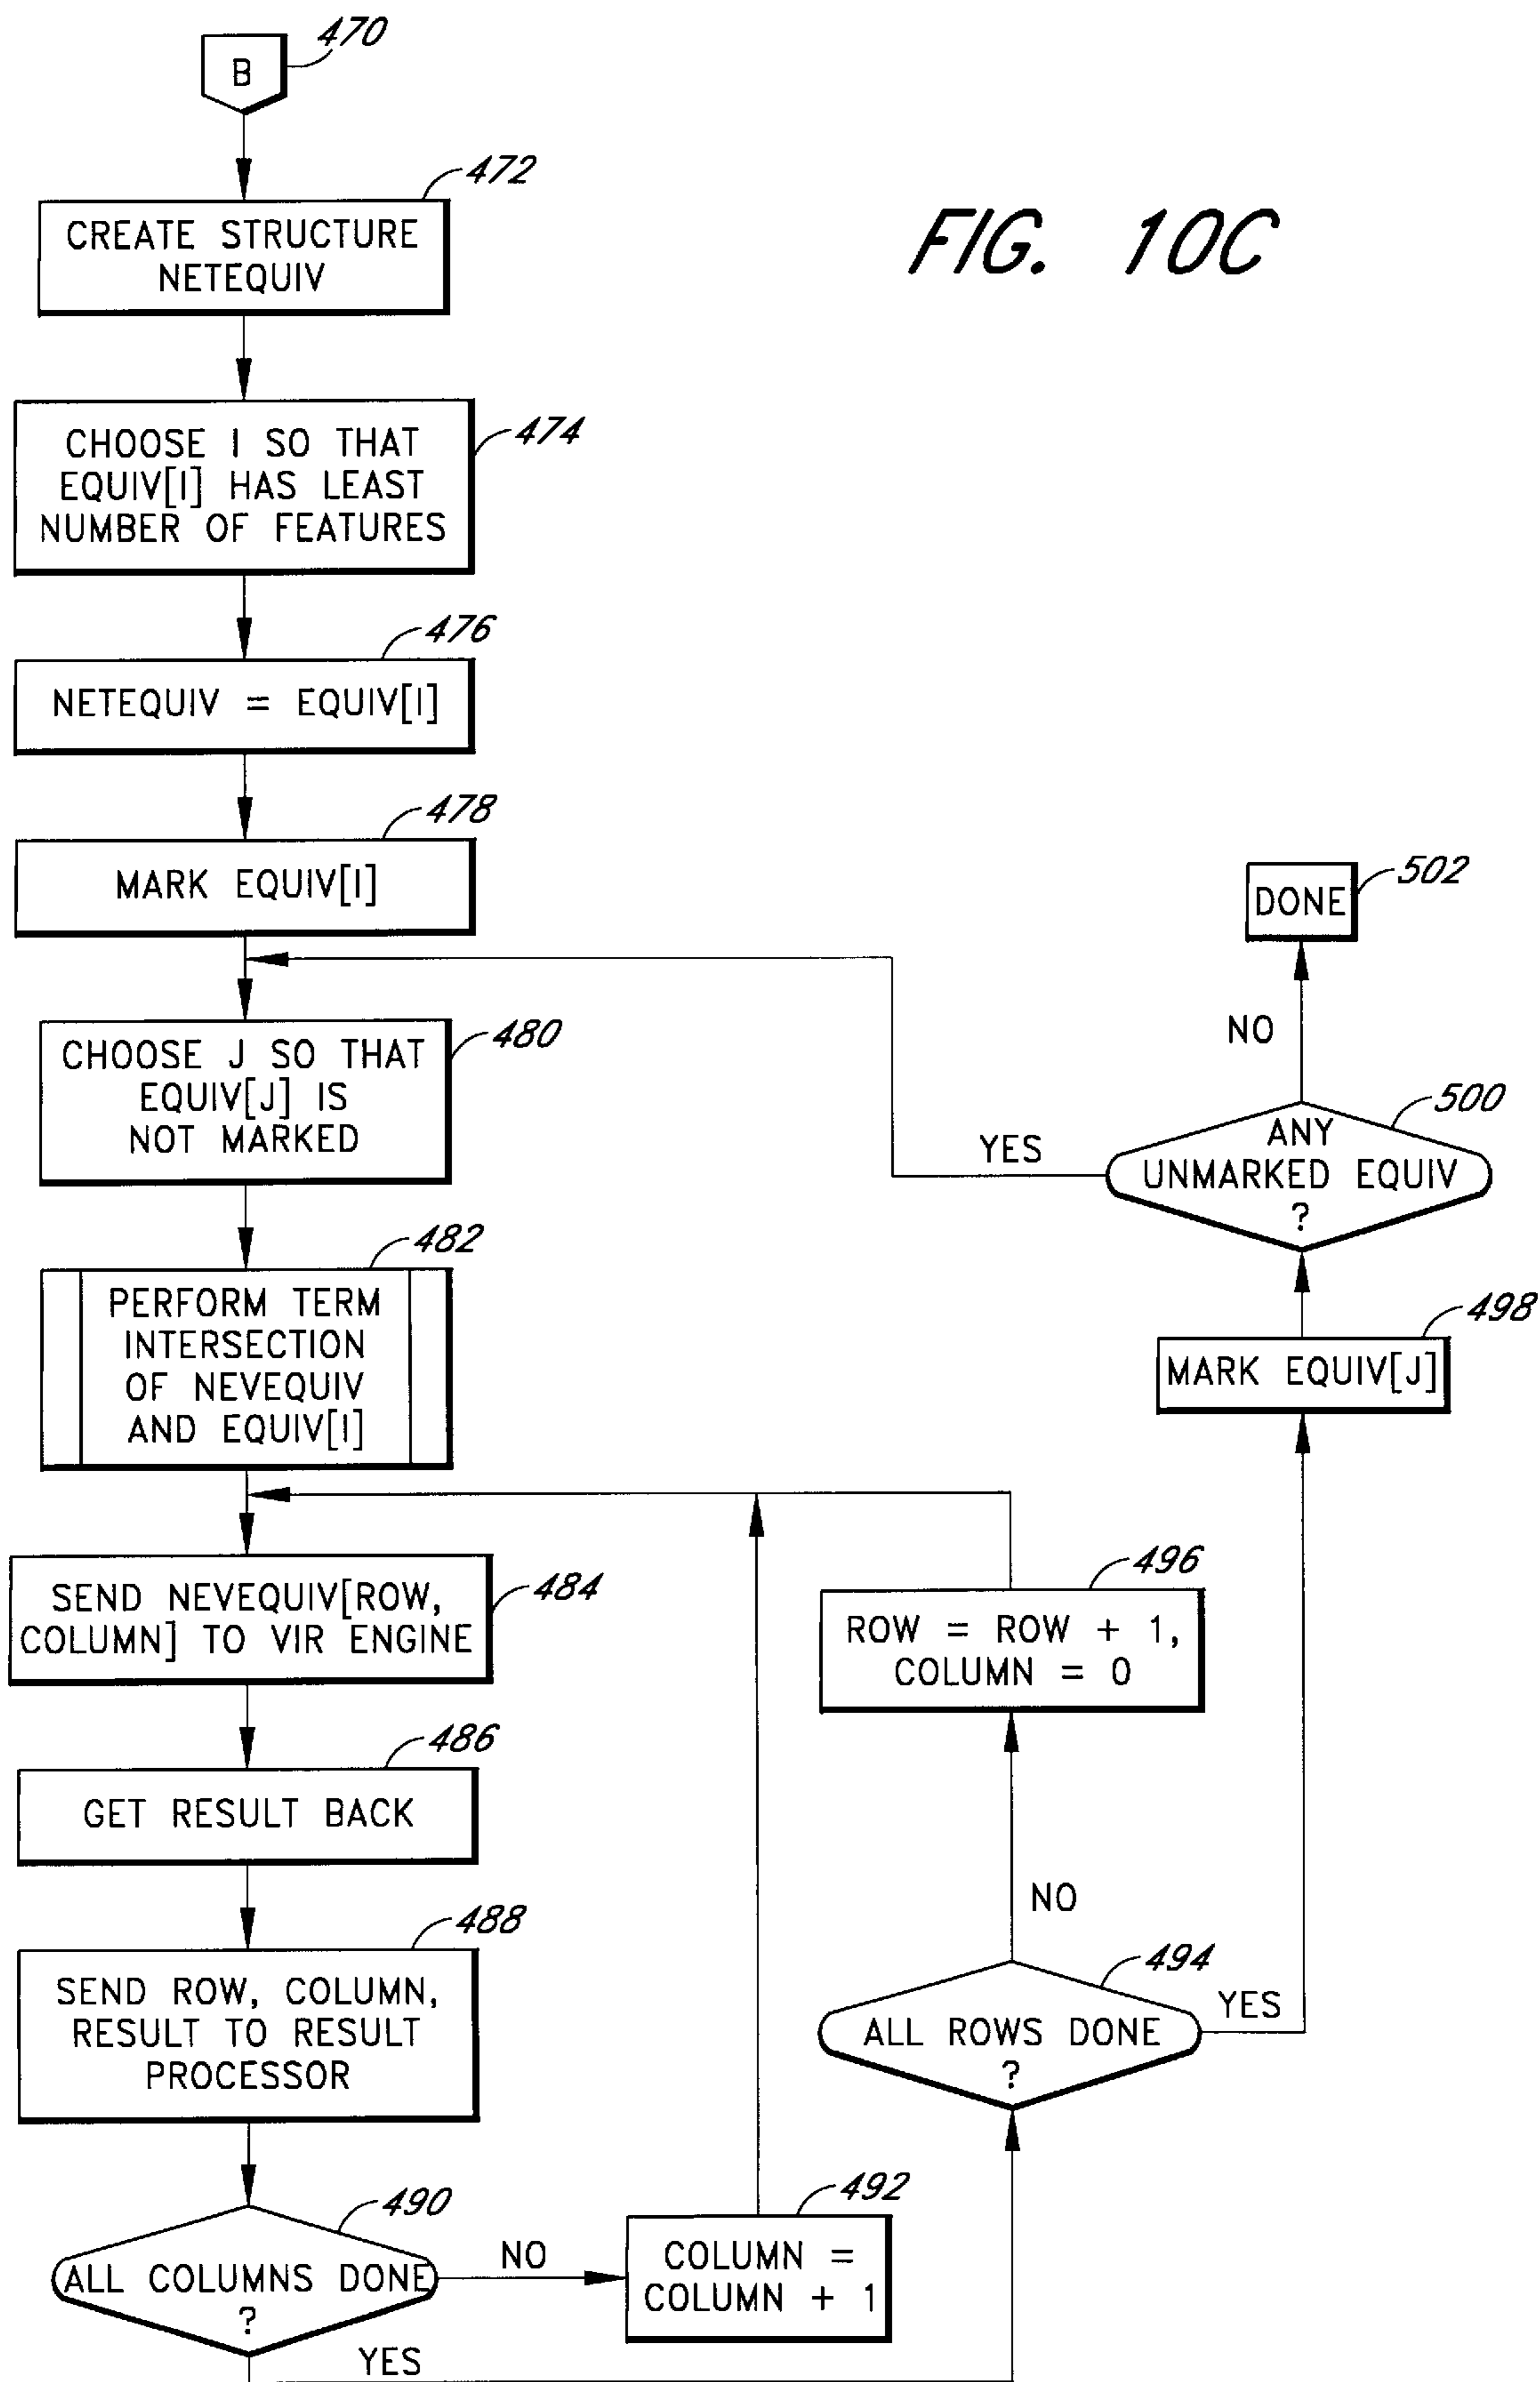 B
470
472
CREATE STRUCTURE
NETEQUIV
FIG. 10C
CHOOSE I SO THAT
EQUIV[I] HAS LEAST
NUMBER OF FEATURES
474
476
NETEQUIV = EQUIV[I]
478
MARK EQUIV[I]
480
CHOOSE J SO THAT
EQUIV[J] IS
NOT MARKED
482
PERFORM TERM
INTERSECTION
OF NEVEQUIV
AND EQUIV[I]
484
SEND NEVEQUIV[ROW,
COLUMN] TO VIR ENGINE
486
GET RESULT BACK
488
SEND ROW, COLUMN,
RESULT TO RESULT
PROCESSOR
490
ALL COLUMNS DONE
?
NO
YES
492
COLUMN =
COLUMN + 1
494
ALL ROWS DONE
?
NO
YES
496
ROW = ROW + 1,
COLUMN = 0
498
MARK EQUIV[J]
500
ANY
UNMARKED EQUIV
?
YES
NO
502
DONE